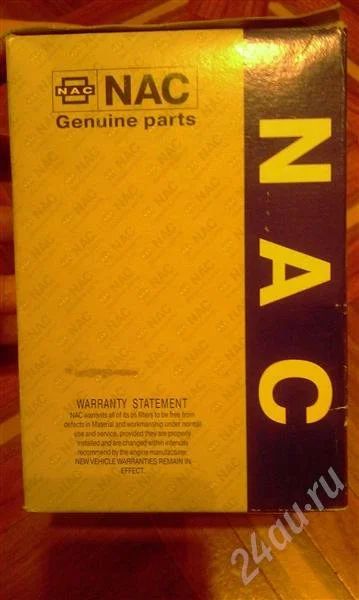 NAC NAC
Genuine parts
NAC
WARRANTY STATEMENT
NAC warrants all of its oil filters to be free from
defects in Material and workmanship under normal
use and service, provided they are properly
installed and are changed within intervals
recommend by the engine manufacturer.
NEW VEHICLE WARRANTIES REMAIN IN
EFFECT.
24au.ru